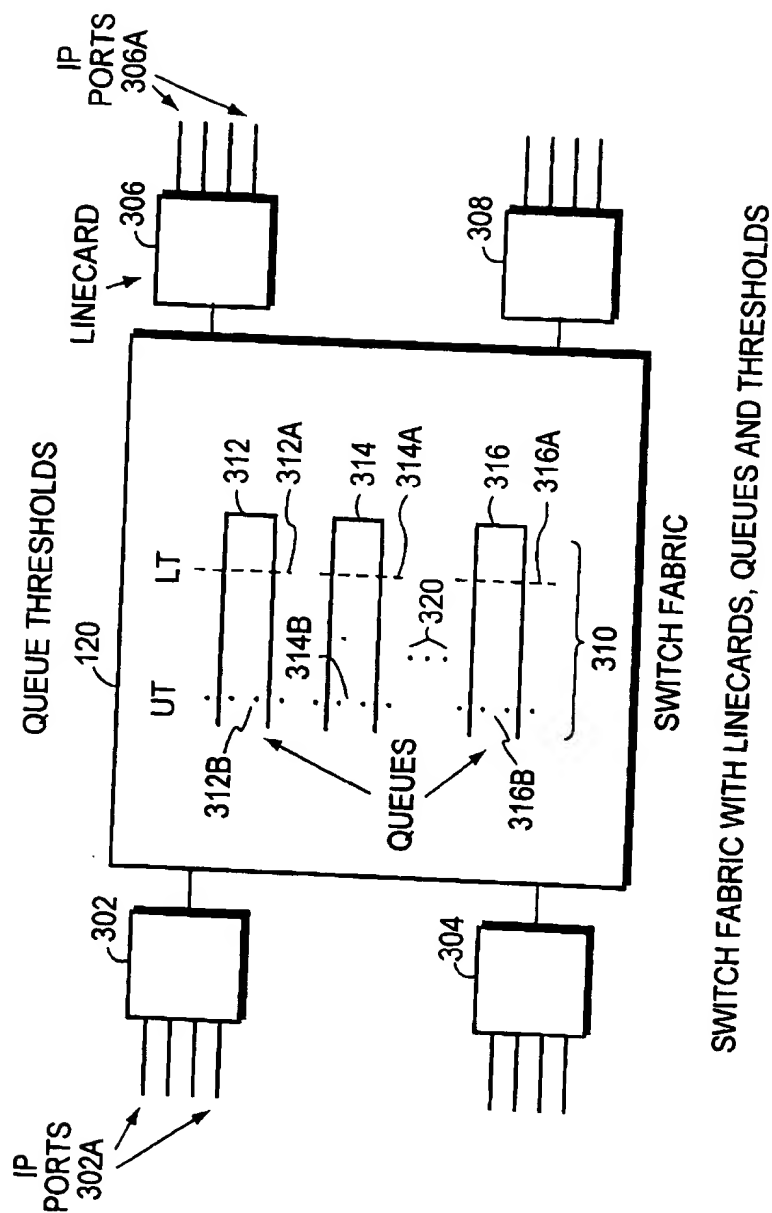 QUEUE THRESHOLDS
IP
PORTS
302A
302
120
UT
LT
LINECARD
306
IP
PORTS
306A
312
312A
312B
314B
314
314A
QUEUES
320
316
316A
316B
310
304
308
SWITCH FABRIC
SWITCH FABRIC WITH LINECARDS, QUEUES AND THRESHOLDS